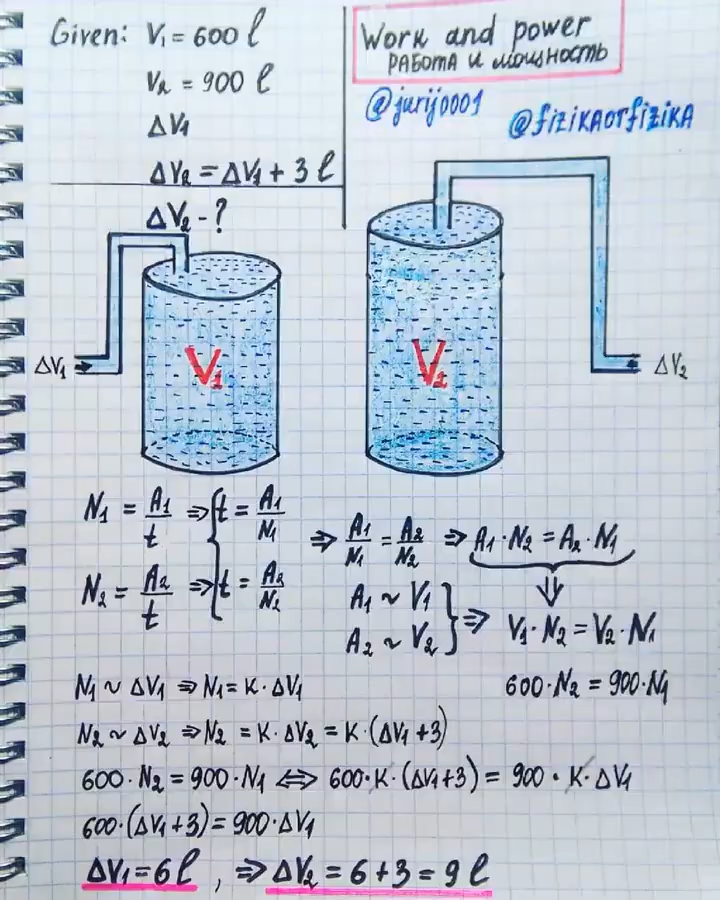 Given: V₁ = 600 l
V₂ = 900 l
ΔV₁
ΔV₂ = ΔV₁ + 3 l
ΔV₂ - ?
Work and power
РАБОТА И МОЩНОСТЬ
@jurij0001
@fizikaotfizika
ΔV₁
V₁
V₂
ΔV₂
N₁ = A₁/t ⇒ t = A₁/N₁
N₂ = A₂/t ⇒ t = A₂/N₂
⇒ A₁/N₁ = A₂/N₂ ⇒ A₁·N₂ = A₂·N₁
A₁ ~ V₁
A₂ ~ V₂
⇒ V₁·N₂ = V₂·N₁
600·N₂ = 900·N₁
N₁ ~ ΔV₁ ⇒ N₁ = K·ΔV₁
N₂ ~ ΔV₂ ⇒ N₂ = K·ΔV₂ = K·(ΔV₁+3)
600·N₂ = 900·N₁ ⇔ 600·K·(ΔV₁+3) = 900·K·ΔV₁
600·(ΔV₁+3) = 900·ΔV₁
ΔV₁ = 6 l, ⇒ ΔV₂ = 6 + 3 = 9 l